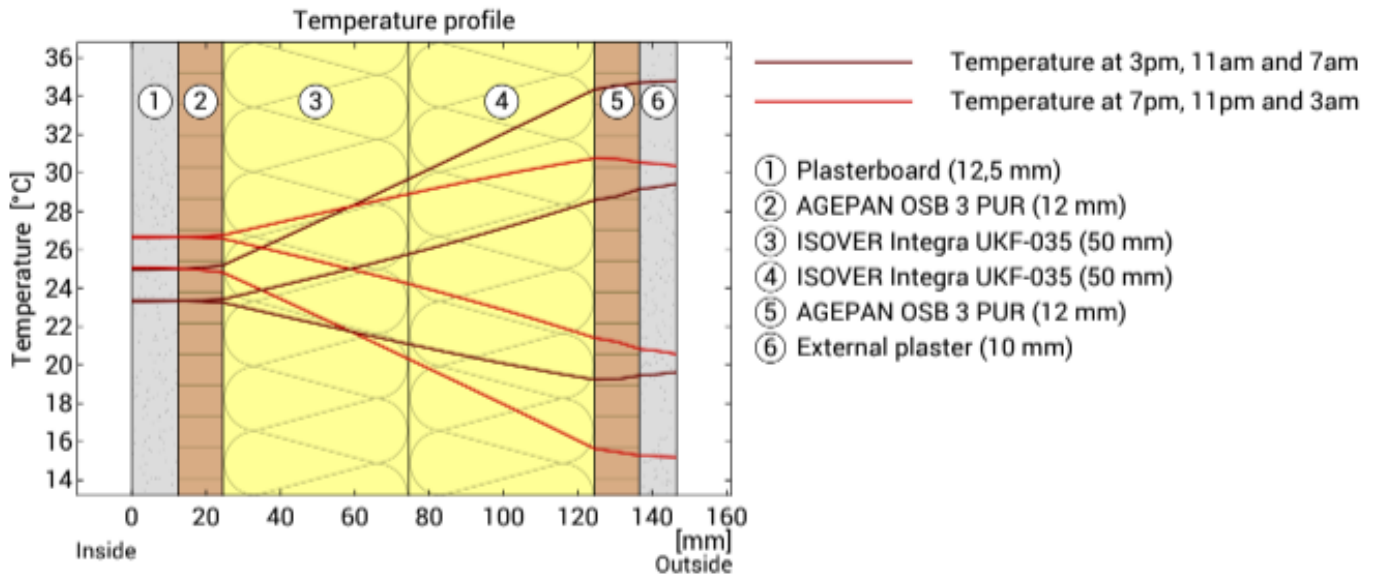 Temperature profile
Temperature [°C]
36
34
32
30
28
26
24
22
20
18
16
14
1 2 3 4 5 6
0 20 40 60 80 100 120 140 160
[mm]
Inside
Outside
Temperature at 3pm, 11am and 7am
Temperature at 7pm, 11pm and 3am
1 Plasterboard (12,5 mm)
2 AGEPAN OSB 3 PUR (12 mm)
3 ISOVER Integra UKF-035 (50 mm)
4 ISOVER Integra UKF-035 (50 mm)
5 AGEPAN OSB 3 PUR (12 mm)
6 External plaster (10 mm)